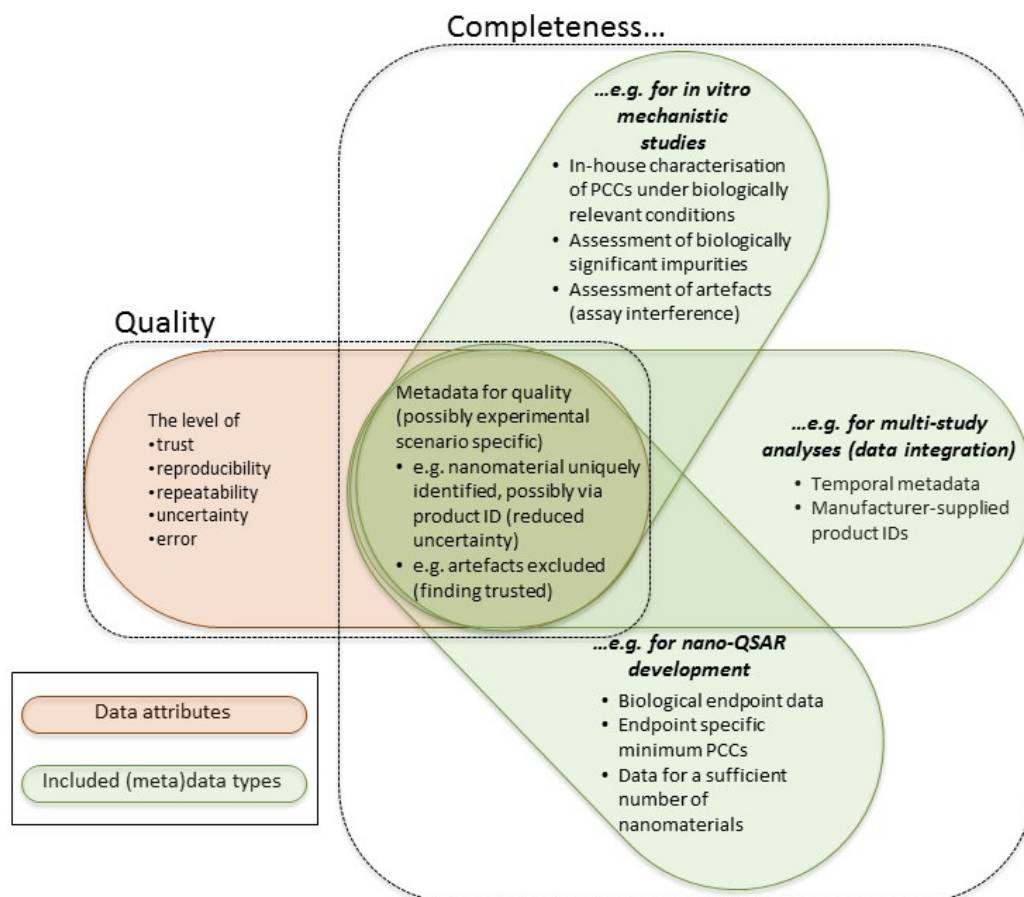 Completeness...
...e.g. for in vitro
mechanistic
studies
• In-house characterisation
of PCCs under biologically
relevant conditions
• Assessment of biologically
significant impurities
• Assessment of artefacts
(assay interference)
Quality
The level of
•trust
•reproducibility
•repeatability
•uncertainty
•error
Metadata for quality
(possibly experimental
scenario specific)
• e.g. nanomaterial uniquely
identified, possibly via
product ID (reduced
uncertainty)
• e.g. artefacts excluded
(finding trusted)
...e.g. for multi-study
analyses (data integration)
• Temporal metadata
• Manufacturer-supplied
product IDs
...e.g. for nano-QSAR
development
• Biological endpoint data
• Endpoint specific
minimum PCCs
• Data for a sufficient
number of
nanomaterials
Data attributes
Included (meta)data types